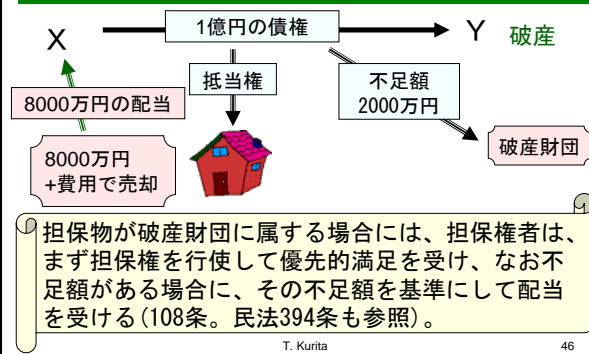 X
1億円の債権
Y
破産
抵当権
不足額
2000万円
8000万円の配当
8000万円
+費用で売却
破産財団
担保物が破産財団に属する場合には、担保権者は、
まず担保権を行使して優先的満足を受け、なお不
足額がある場合に、その不足額を基準にして配当
を受ける(108条。民法394条も参照)。
T. Kurita
46